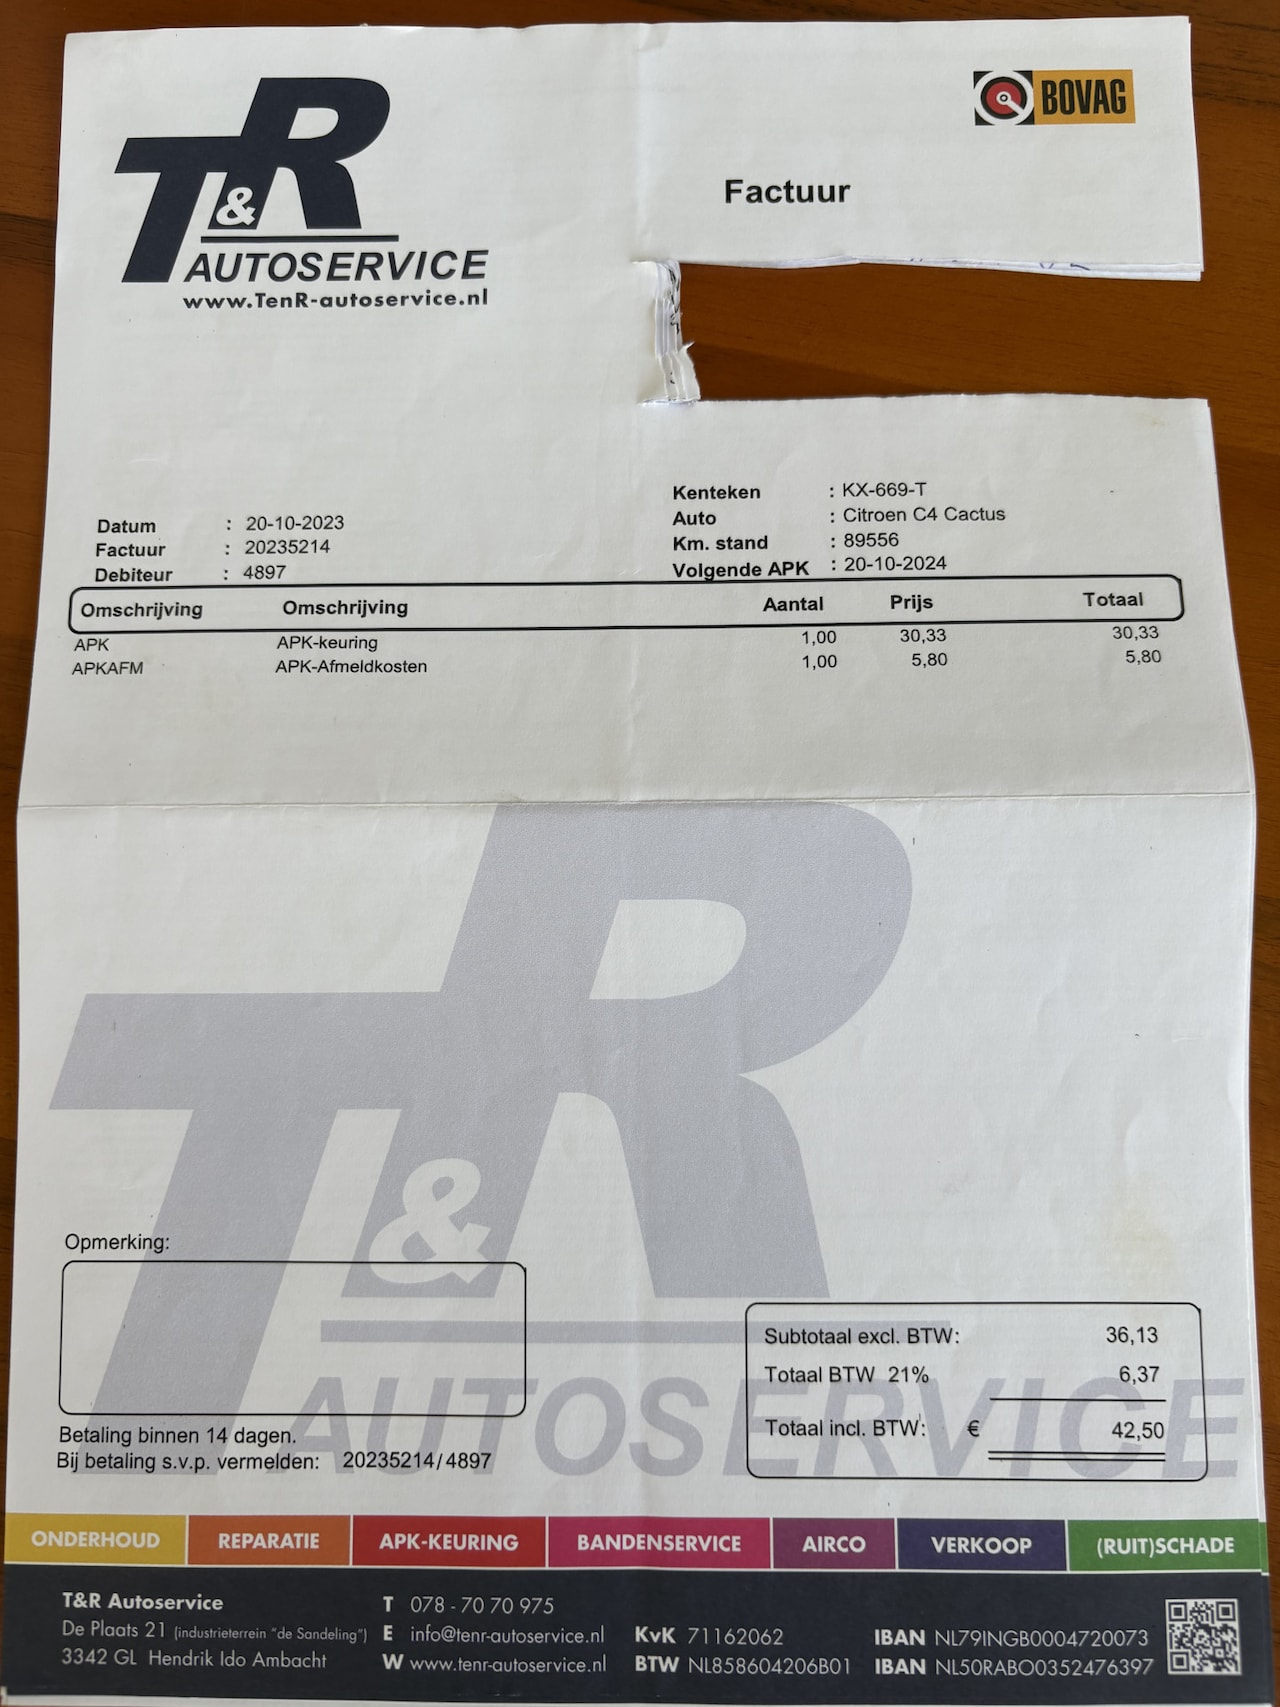 T&R
AUTOSERVICE
www.TenR-autoservice.nl
BOVAG
Factuur
Kenteken : KX-669-T
Auto : Citroen C4 Cactus
Km. stand : 89556
Volgende APK : 20-10-2024
Datum : 20-10-2023
Factuur : 20235214
Debiteur : 4897
Omschrijving Omschrijving Aantal Prijs Totaal
APK APK-keuring 1,00 30,33 30,33
APKAFM APK-Afmeldkosten 1,00 5,80 5,80
T&R
AUTOSERVICE
Opmerking:
Subtotaal excl. BTW: 36,13
Totaal BTW 21% 6,37
Totaal incl. BTW: € 42,50
Betaling binnen 14 dagen.
Bij betaling s.v.p. vermelden: 20235214/4897
ONDERHOUD REPARATIE APK-KEURING BANDENSERVICE AIRCO VERKOOP (RUIT)SCHADE
T&R Autoservice
De Plaats 21 (industrieterrein "de Sandeling")
3342 GL Hendrik Ido Ambacht
T 078 - 70 70 975
E info@tenr-autoservice.nl
W www.tenr-autoservice.nl
KvK 71162062
BTW NL858604206B01
IBAN NL79INGB0004720073
IBAN NL50RABO0352476397